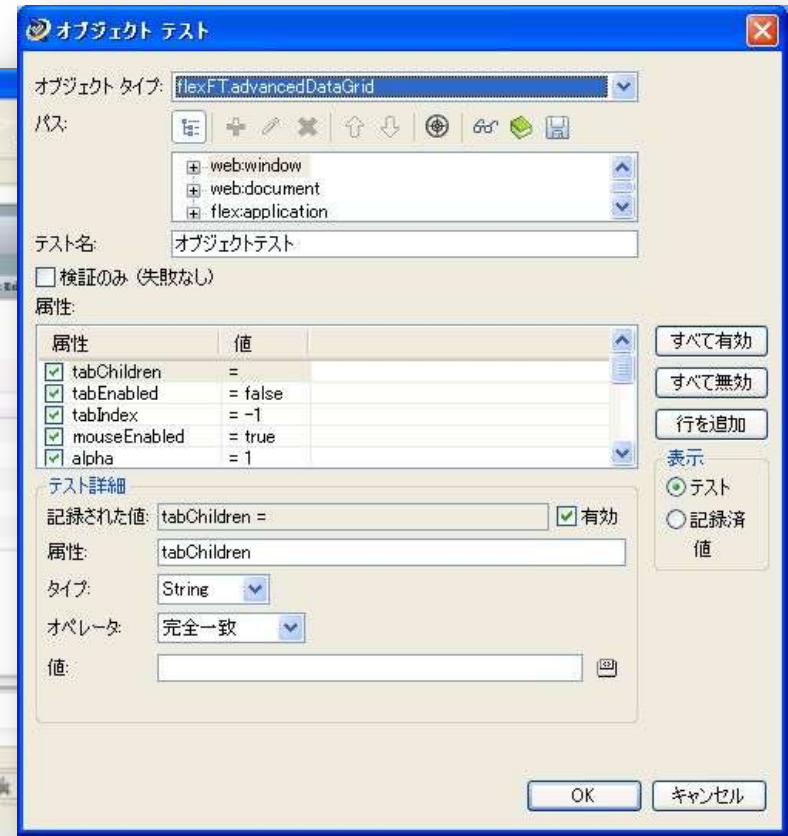 オブジェクト テスト
オブジェクト タイプ: flexFT.advancedDataGrid
パス:
web:window
web:document
flex:application
テスト名: オブジェクトテスト
検証のみ (失敗なし)
属性:
属性 値
tabChildren =
tabEnabled = false
tabIndex = -1
mouseEnabled = true
alpha = 1
すべて有効
すべて無効
行を追加
表示
テスト
記録済
値
テスト詳細
記録された値: tabChildren = 有効
属性: tabChildren
タイプ: String
オペレータ: 完全一致
値:
OK キャンセル